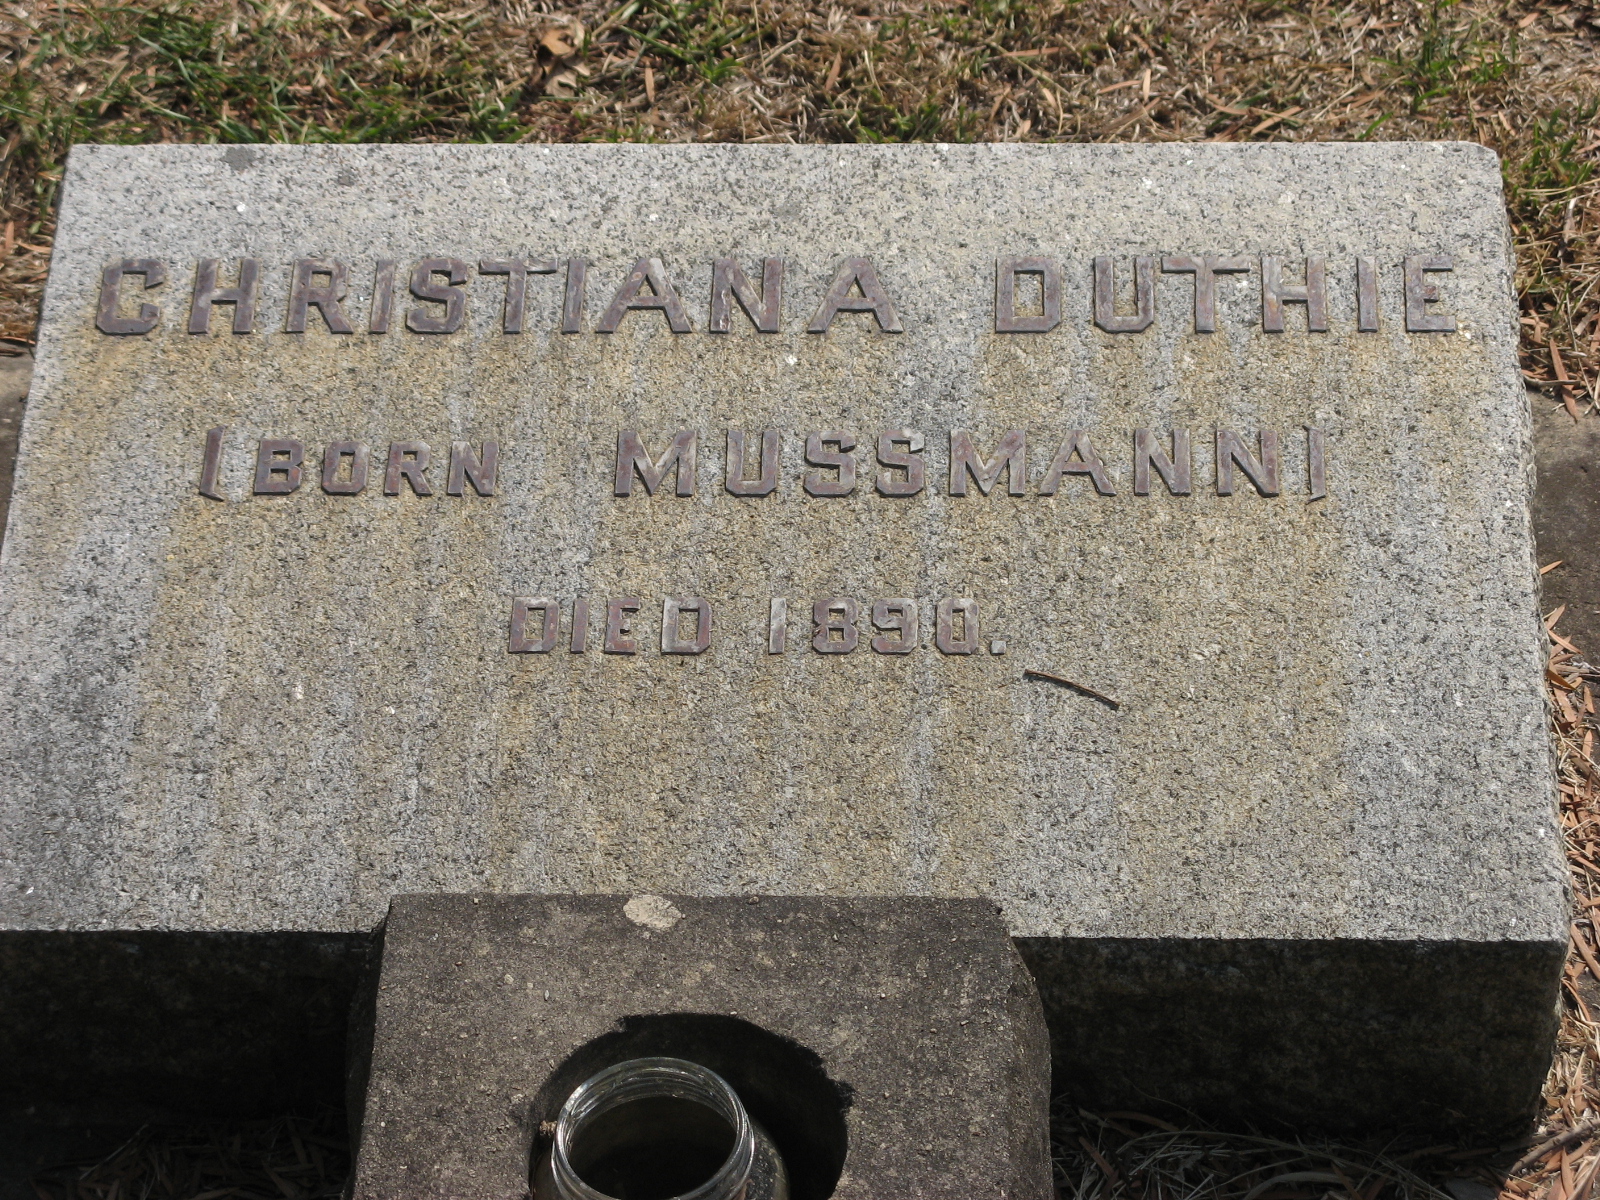 CHRISTIANA DUTHIE
(BORN MUSSMANN)
DIED 1890.